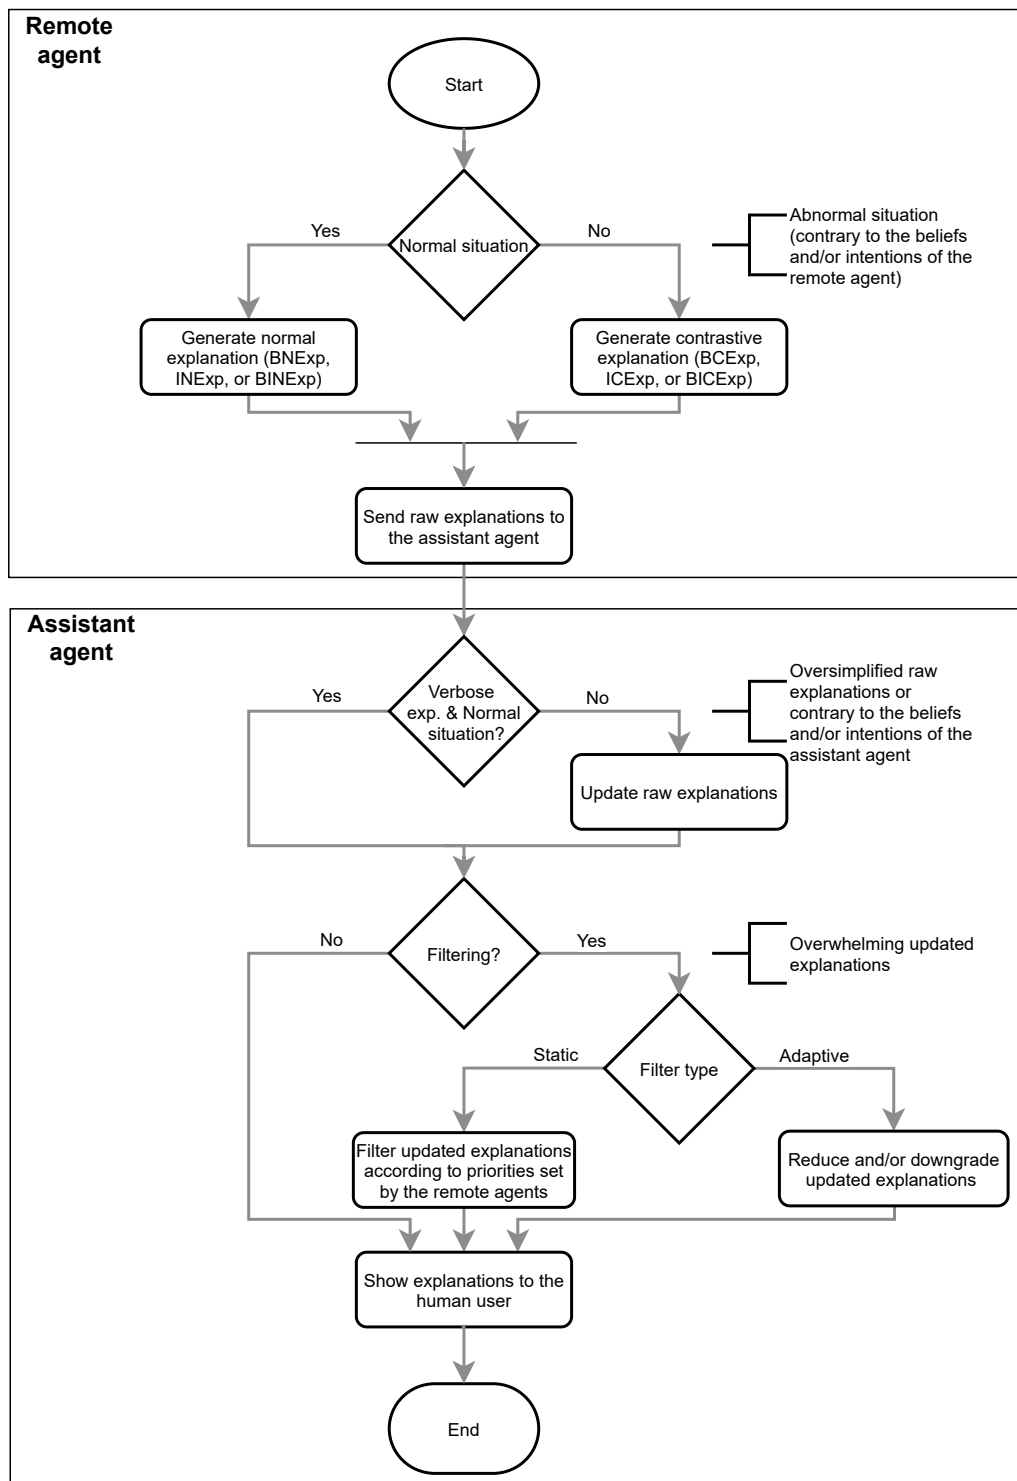 Remote
agent
Start
Yes
Normal situation
No
Abnormal situation
(contrary to the beliefs
and/or intentions of the
remote agent)
Generate normal
explanation (BNExp,
INExp, or BINExp)
Generate contrastive
explanation (BCExp,
ICExp, or BICExp)
Send raw explanations to
the assistant agent
Assistant
agent
Yes
Verbose
exp. & Normal
situation?
No
Oversimplified raw
explanations or
contrary to the beliefs
and/or intentions of the
assistant agent
Update raw explanations
No
Filtering?
Yes
Overwhelming updated
explanations
Static
Filter type
Adaptive
Filter updated explanations
according to priorities set
by the remote agents
Reduce and/or downgrade
updated explanations
Show explanations to the
human user
End